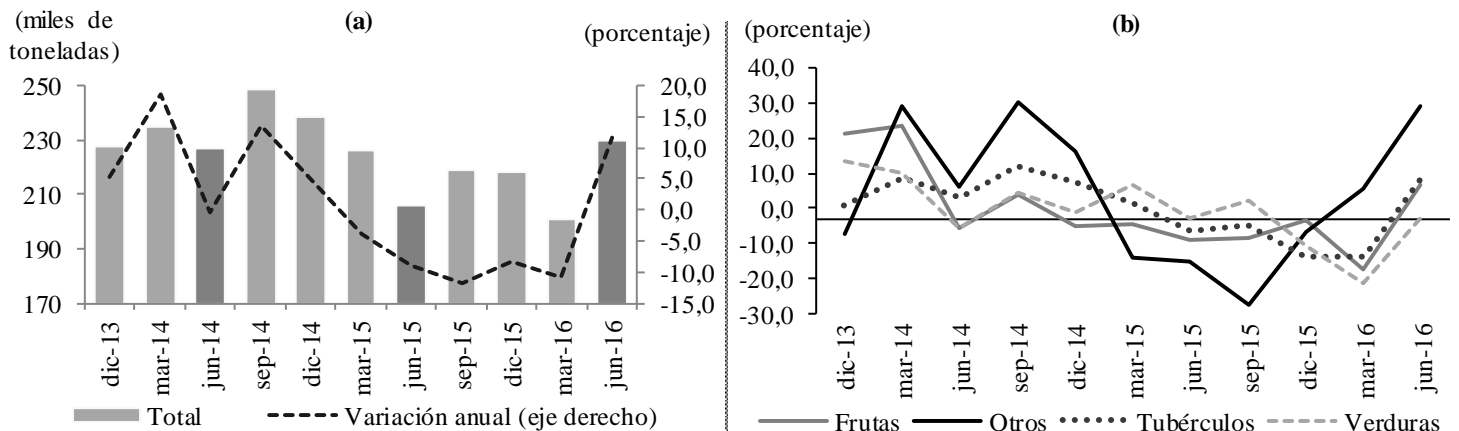 (miles de
toneladas)
(a)
(porcentaje)
250
230
210
190
170
20,0
15,0
10,0
5,0
0,0
-5,0
-10,0
-15,0
dic-13
mar-14
jun-14
sep-14
dic-14
mar-15
jun-15
sep-15
dic-15
mar-16
jun-16
Total
Variación anual (eje derecho)
(porcentaje)
(b)
40,0
30,0
20,0
10,0
0,0
-10,0
-20,0
-30,0
dic-13
mar-14
jun-14
sep-14
dic-14
mar-15
jun-15
sep-15
dic-15
mar-16
jun-16
Frutas
Otros
Tubérculos
Verduras